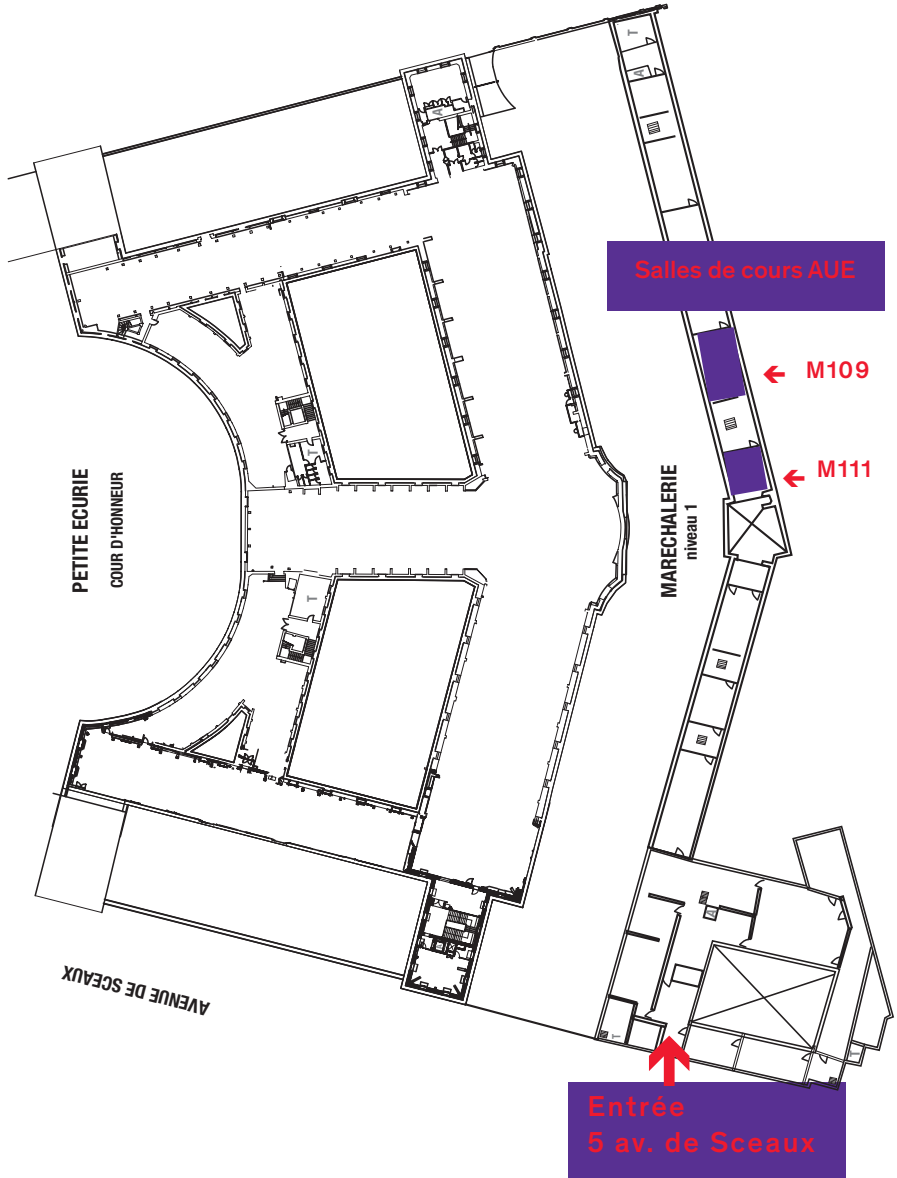 T
A
A
Salles de cours AUE
M109
M111
T
PETITE ECURIE
COUR D'HONNEUR
MARECHALERIE
niveau 1
T
A
AVENUE DE SCEAUX
T
T
Entrée
5 av. de Sceaux